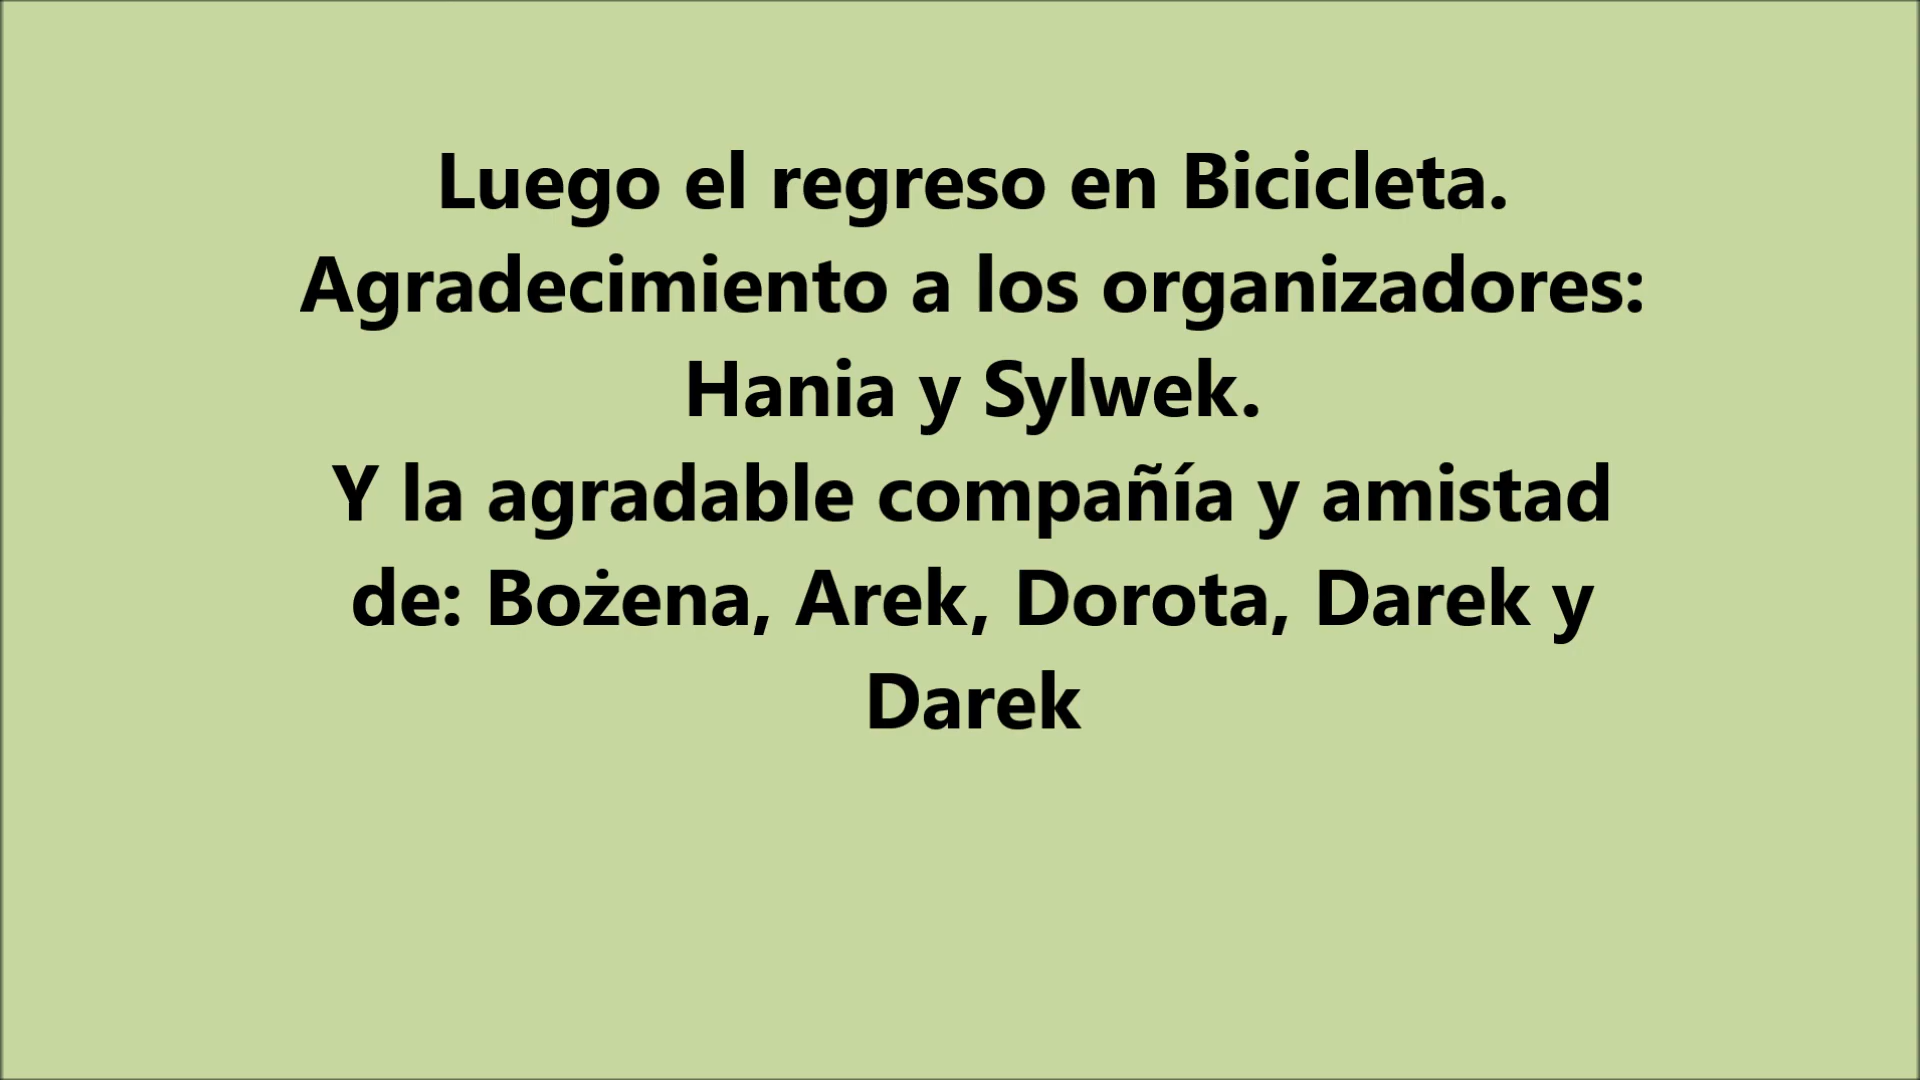 Luego el regreso en Bicicleta.
Agradecimiento a los organizadores:
Hania y Sylwek.
Y la agradable compañía y amistad
de: Bożena, Arek, Dorota, Darek y
Darek